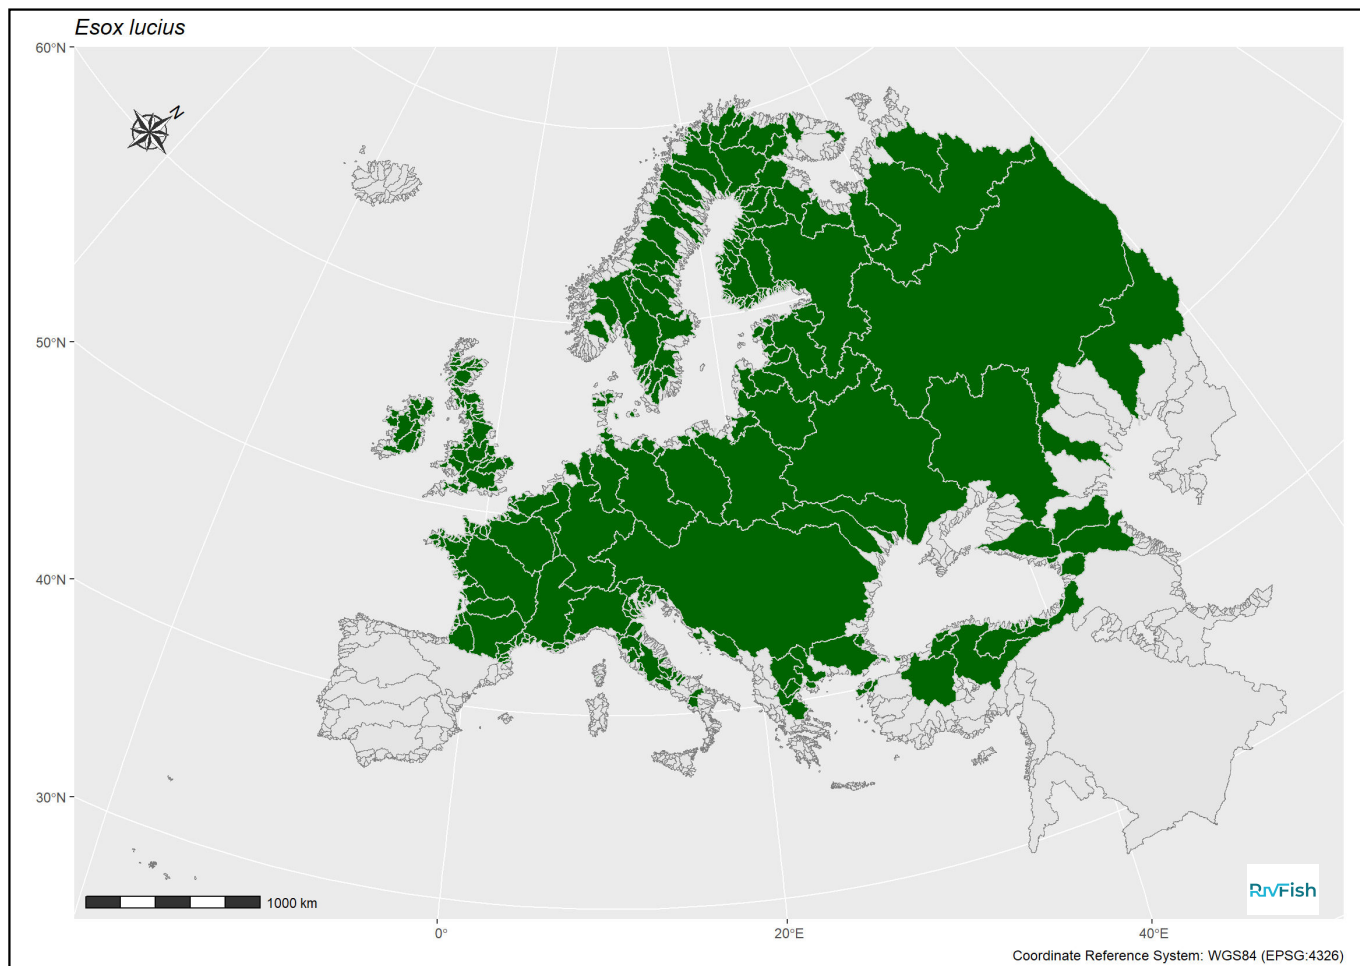 Esox lucius
60°N
N
50°N
40°N
30°N
1000 km
RIVFish
0°
20°E
40°E
Coordinate Reference System: WGS84 (EPSG:4326)